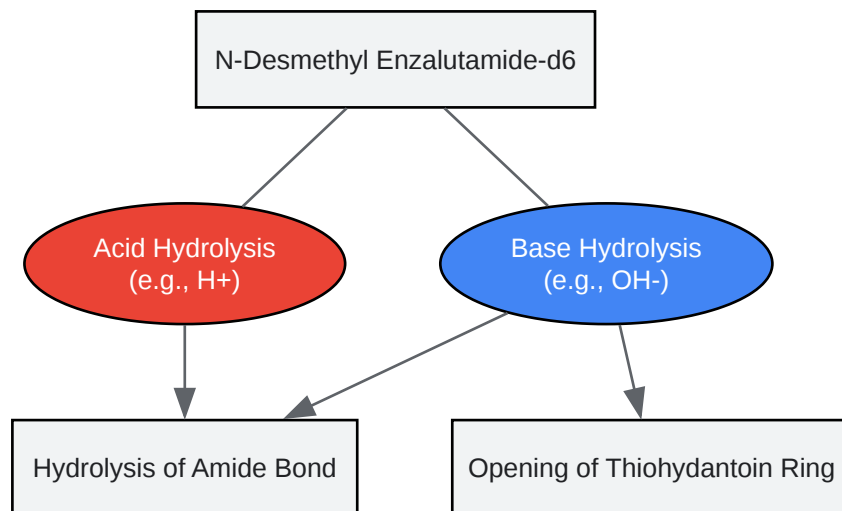 N-Desmethyl Enzalutamide-d6
Acid Hydrolysis
(e.g., H+)
Base Hydrolysis
(e.g., OH-)
Hydrolysis of Amide Bond
Opening of Thiohydantoin Ring